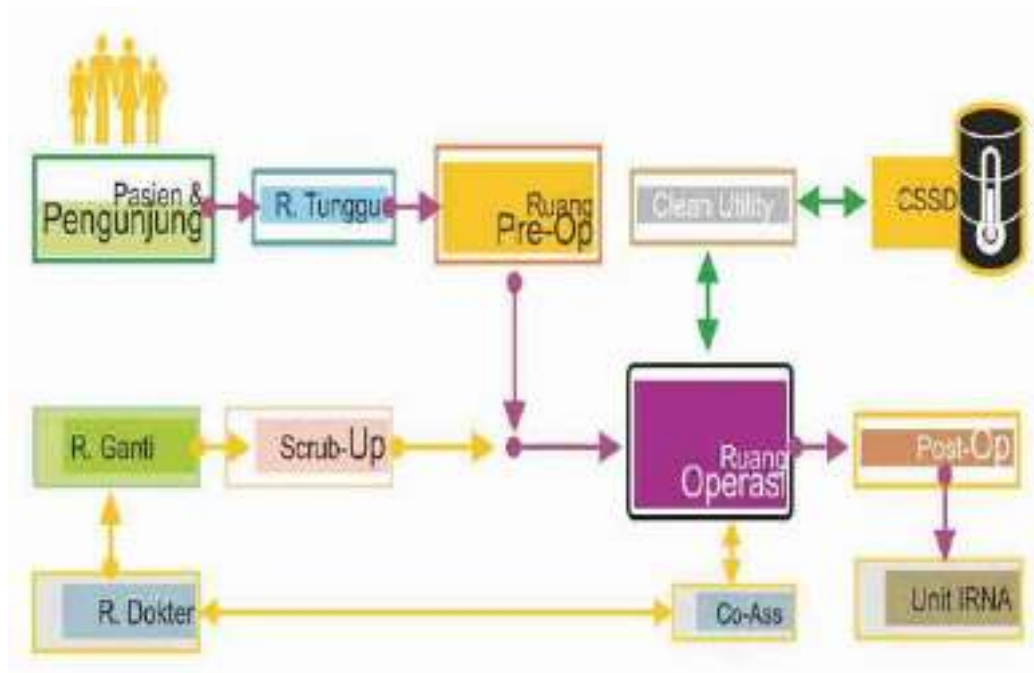 Pasien &
Pengunjung
R. Tunggu
Ruang
Pre-Op
Clean Utility
CSSD
R. Ganti
Scrub-Up
Ruang
Operasi
Post-Op
R. Dokter
Co-Ass
Unit IRNA